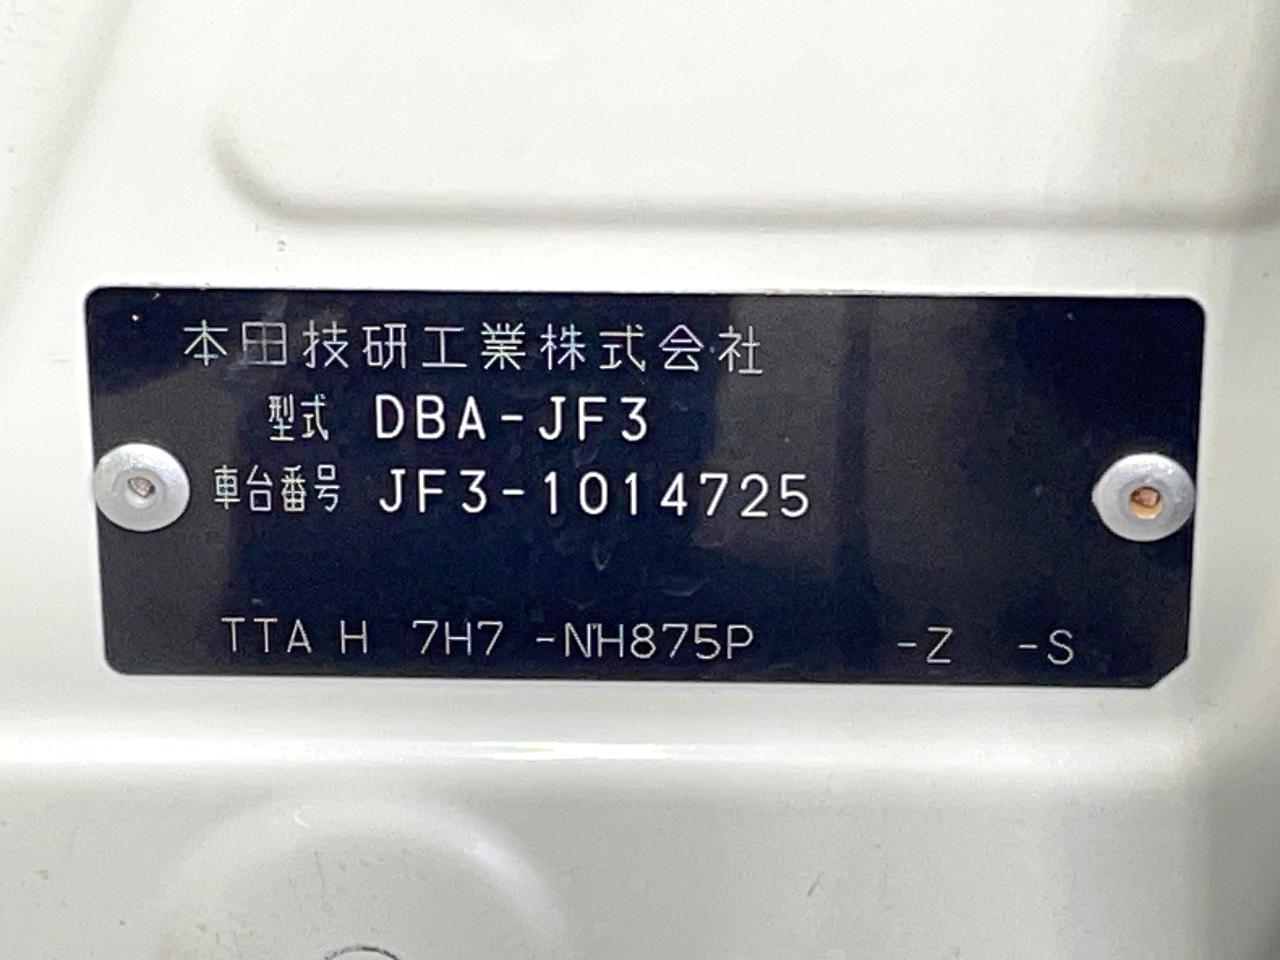 本田技研工業株式会社
型式 DBA-JF3
車台番号 JF3-1014725
TTA H 7H7 -NH875P -Z -S